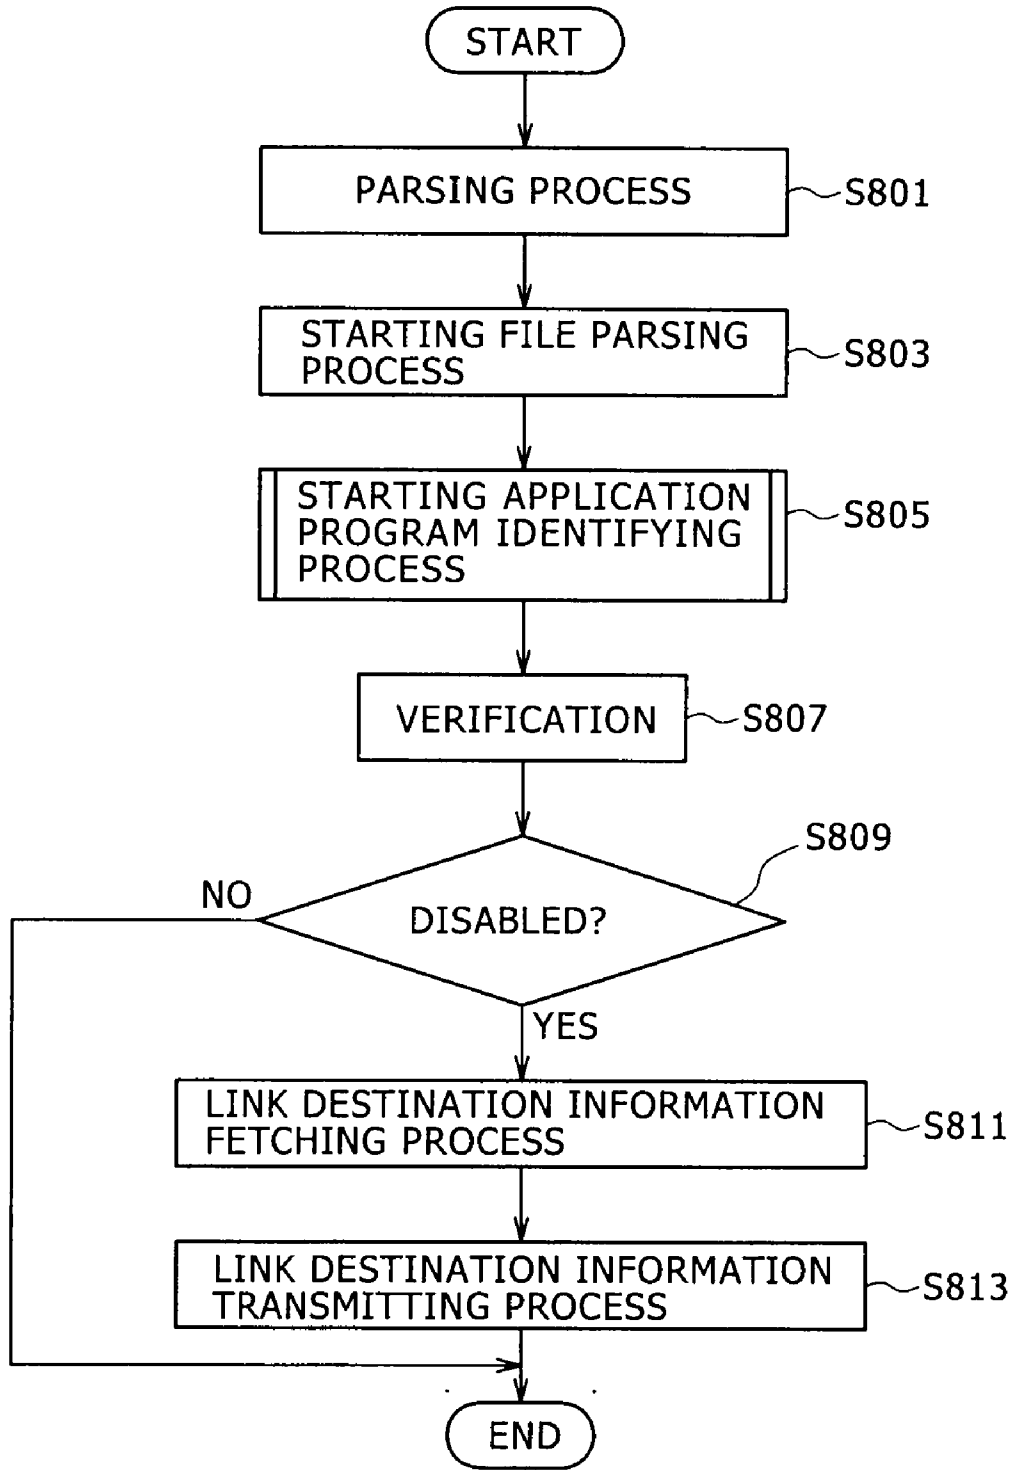 START
PARSING PROCESS
S801
STARTING FILE PARSING
PROCESS
S803
STARTING APPLICATION
PROGRAM IDENTIFYING
PROCESS
S805
VERIFICATION
S807
S809
NO
DISABLED?
YES
LINK DESTINATION INFORMATION
FETCHING PROCESS
S811
LINK DESTINATION INFORMATION
TRANSMITTING PROCESS
S813
END